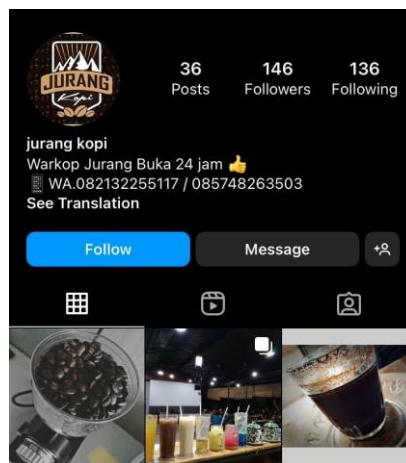 JURANG
Kopi
36 146 136
Posts Followers Following
jurang kopi
Warkop Jurang Buka 24 jam 👍
📱 WA.082132255117 / 085748263503
See Translation
Follow Message